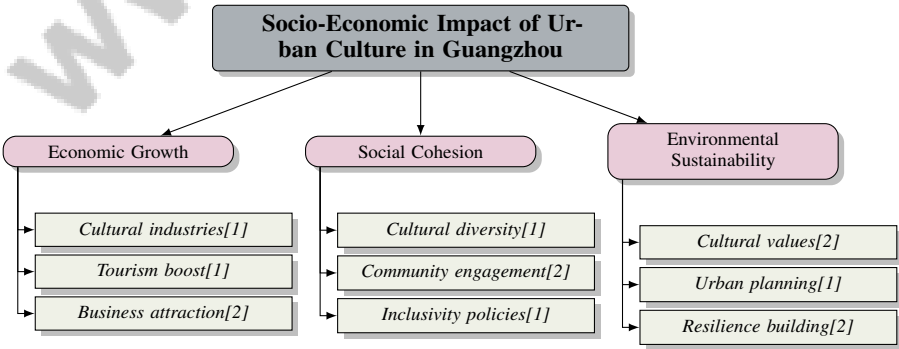 Socio-Economic Impact of Ur-
ban Culture in Guangzhou
Economic Growth
Cultural industries[1]
Tourism boost[1]
Business attraction[2]
Social Cohesion
Cultural diversity[1]
Community engagement[2]
Inclusivity policies[1]
Environmental
Sustainability
Cultural values[2]
Urban planning[1]
Resilience building[2]